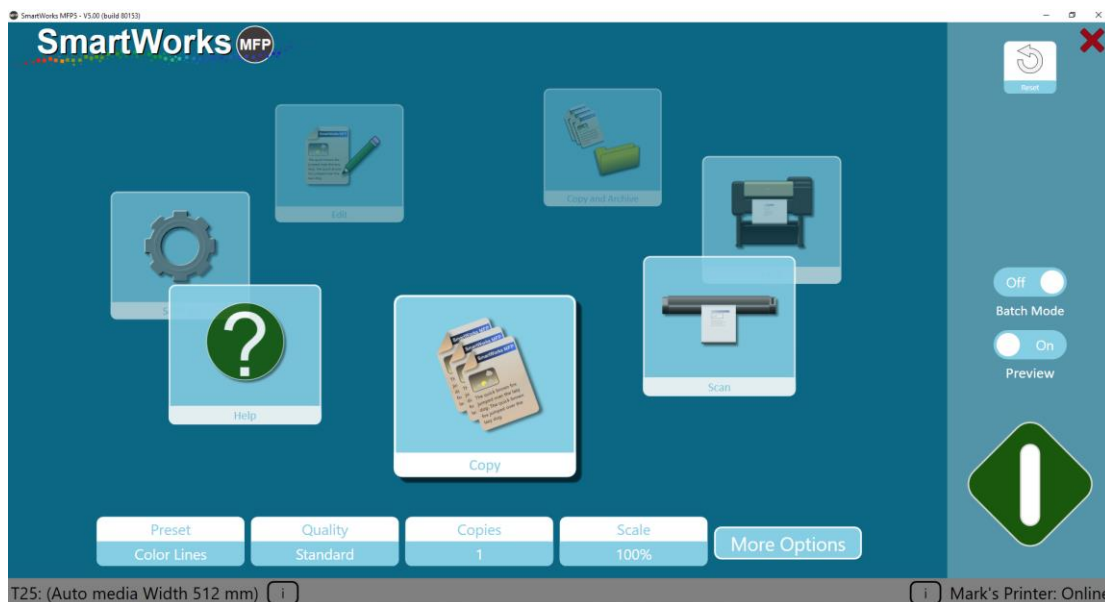 SmartWorks MFP5 - V5.00 (build 80153)
SmartWorks MFP
Reset
Edit
Copy and Archive
Help
Scan
Copy
Off
Batch Mode
On
Preview
Preset
Color Lines
Quality
Standard
Copies
1
Scale
100%
More Options
T25: (Auto media Width 512 mm) i
i Mark's Printer: Online